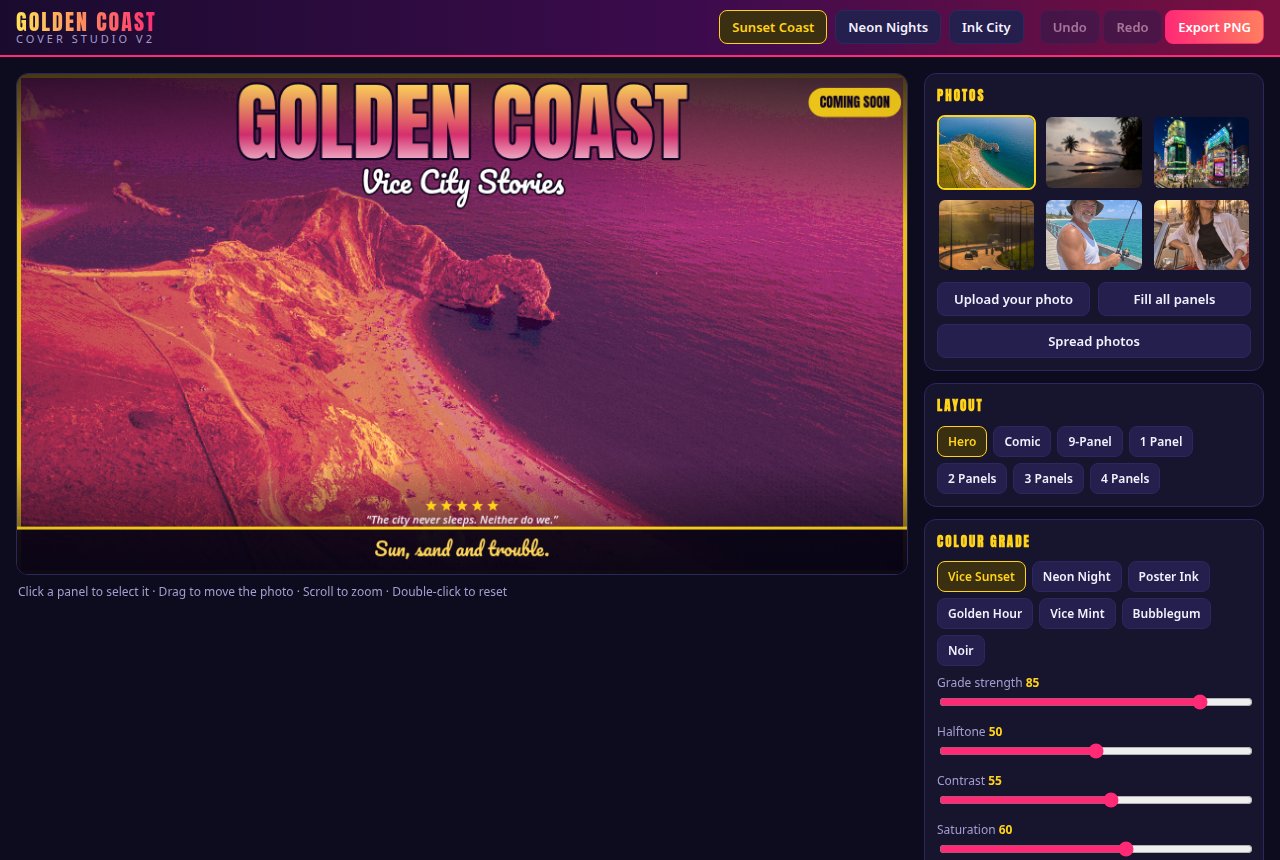 GOLDEN COAST
COVER STUDIO V2
Sunset Coast
Neon Nights
Ink City
Undo
Redo
Export PNG
GOLDEN COAST
COMING SOON
Vice City Stories
★★★★★
“The city never sleeps. Neither do we.”
Sun, sand and trouble.
Click a panel to select it · Drag to move the photo · Scroll to zoom · Double-click to reset
PHOTOS
Upload your photo
Fill all panels
Spread photos
LAYOUT
Hero
Comic
9-Panel
1 Panel
2 Panels
3 Panels
4 Panels
COLOUR GRADE
Vice Sunset
Neon Night
Poster Ink
Golden Hour
Vice Mint
Bubblegum
Noir
Grade strength 85
Halftone 50
Contrast 55
Saturation 60